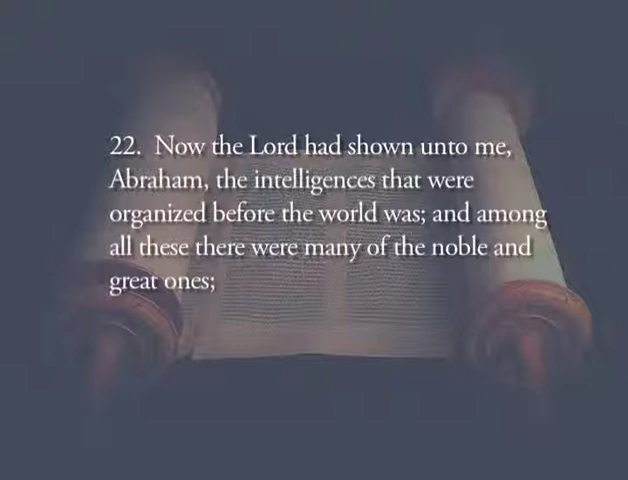 22.  Now the Lord had shown unto me,
Abraham, the intelligences that were
organized before the world was; and among
all these there were many of the noble and
great ones;